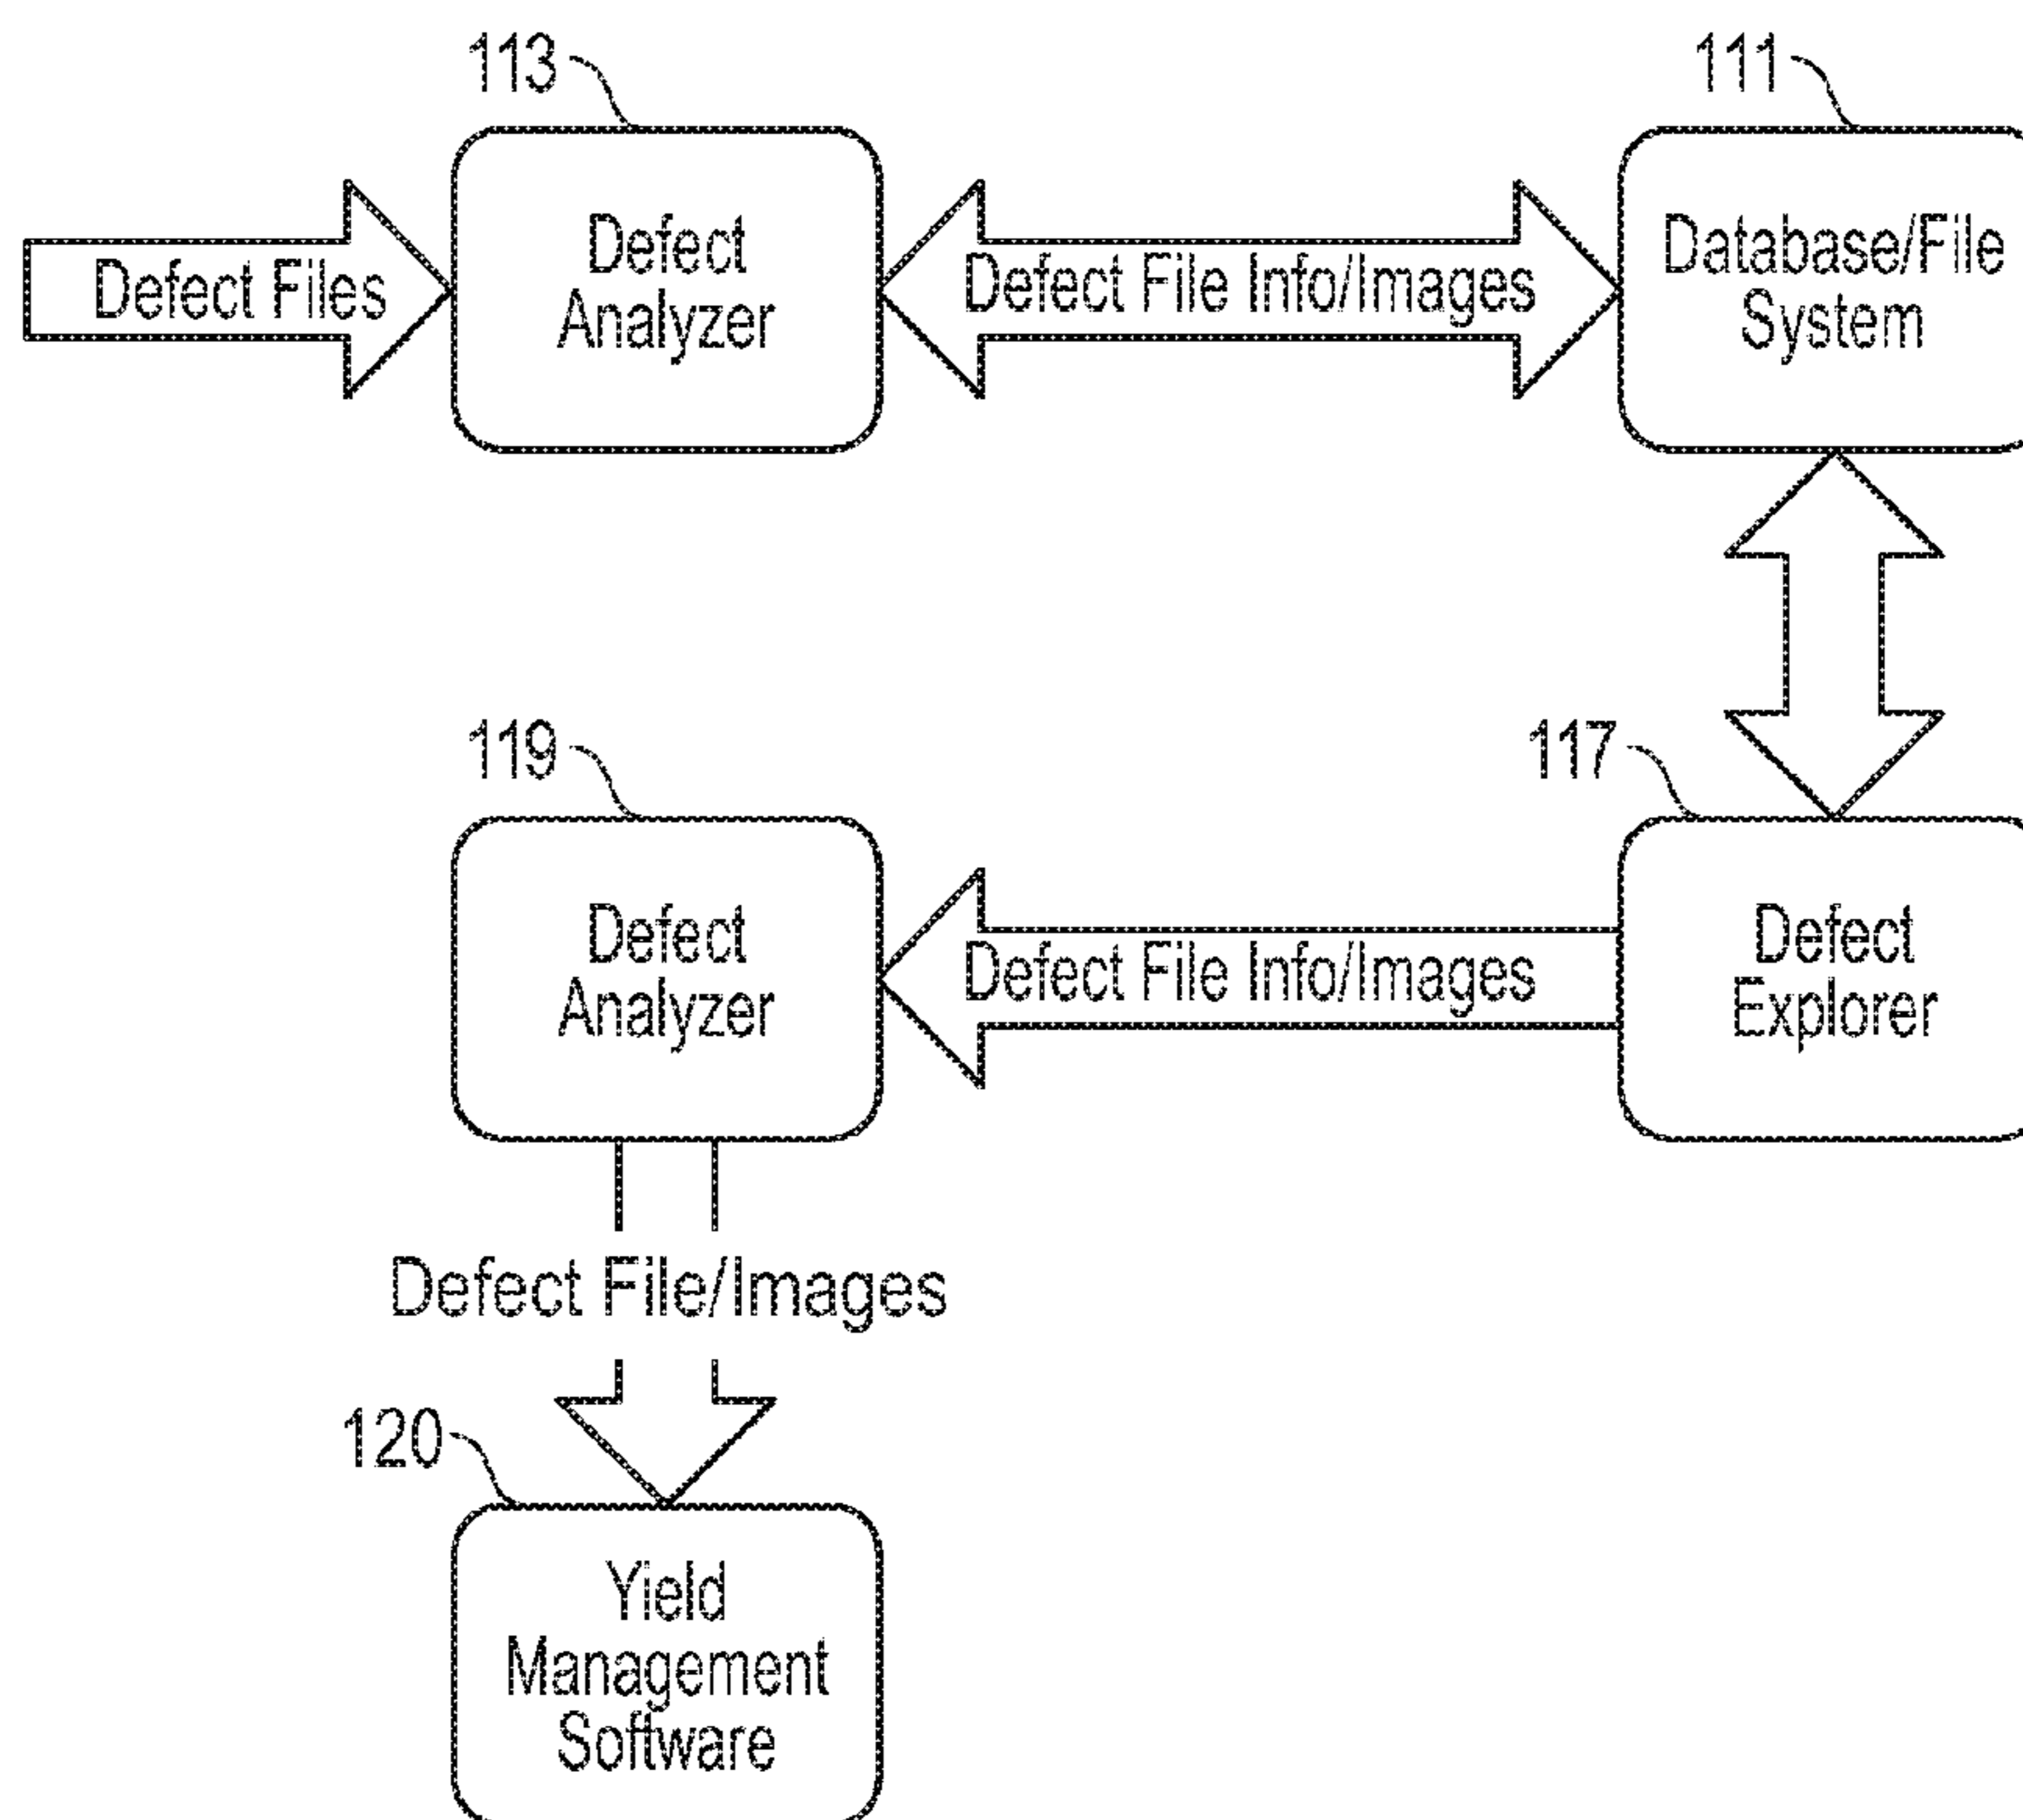 113
111
Defect Files
Defect
Analyzer
Defect File Info/Images
Database/File
System
119
117
Defect
Analyzer
Defect File Info/Images
Defect
Explorer
Defect File/Images
120
Yield
Management
Software